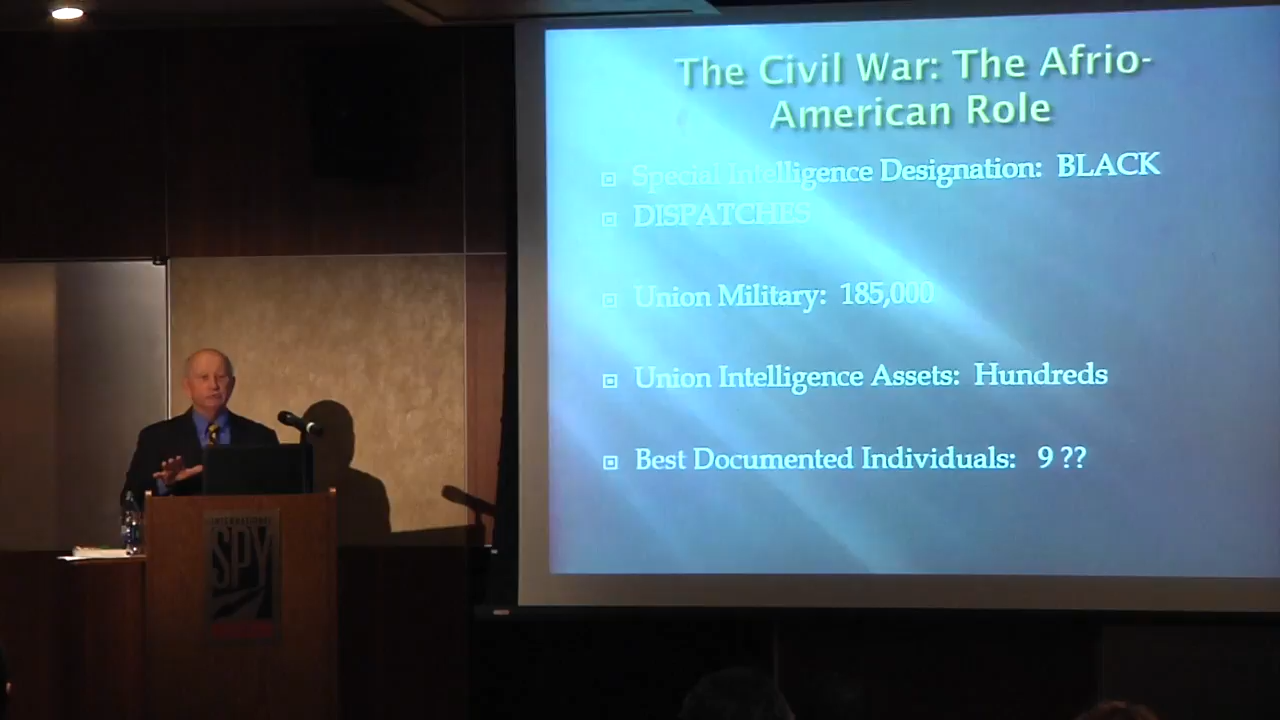 The Civil War: The Afrio-
American Role
Special Intelligence Designation: BLACK
DISPATCHES
Union Military: 185,000
Union Intelligence Assets: Hundreds
Best Documented Individuals: 9 ??
INTERNATIONAL
SPY